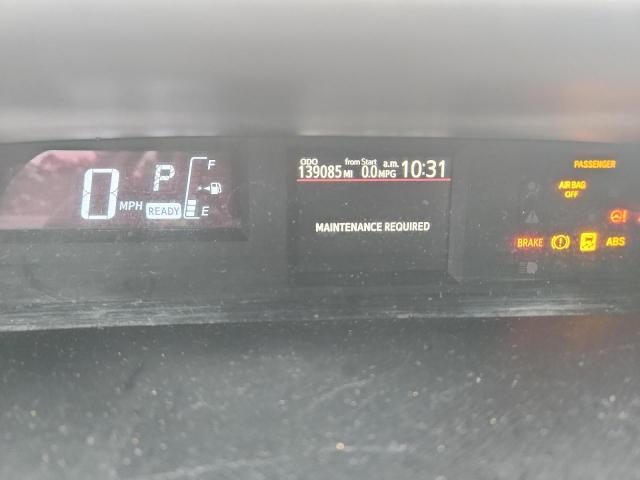 0 MPH
P
READY
F
E
ODO
139085 MI
from Start
0.0 MPG
a.m.
10:31
MAINTENANCE REQUIRED
PASSENGER
AIR BAG
OFF
BRAKE
ABS